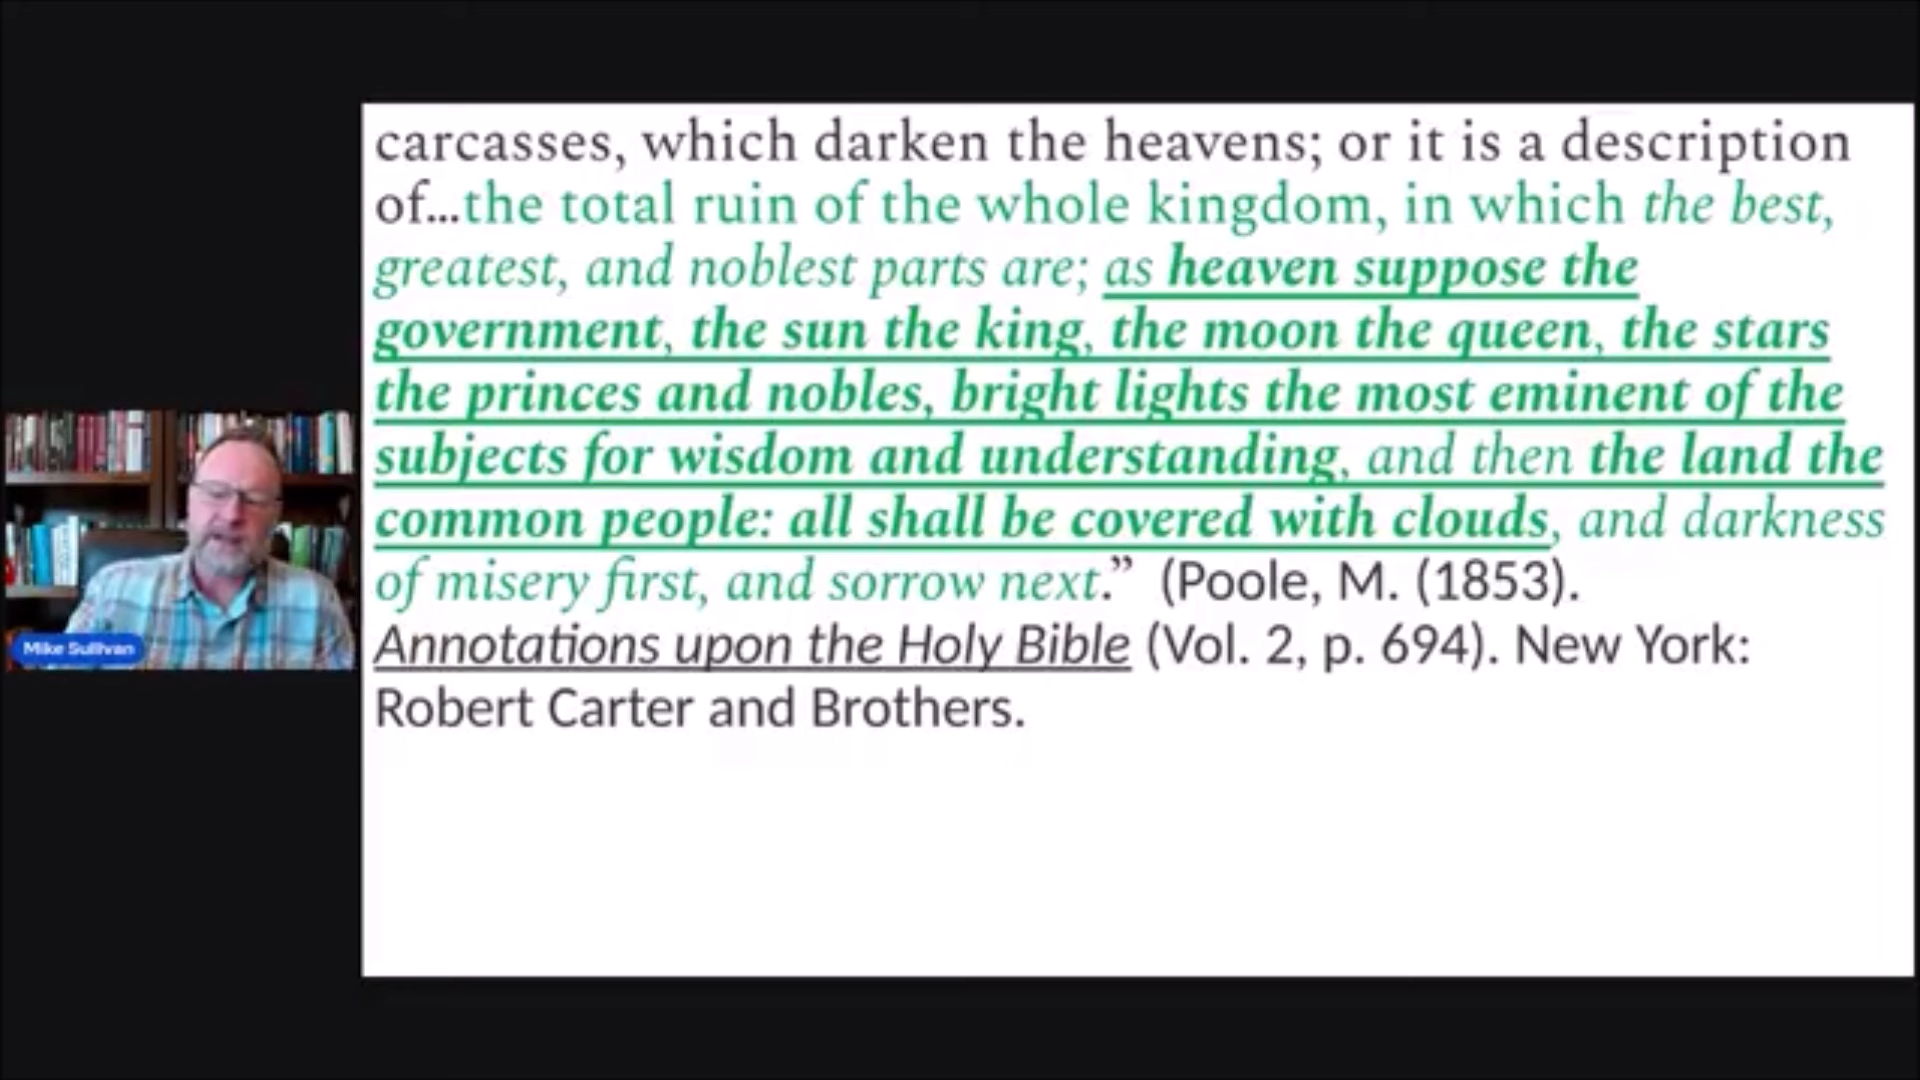 carcasses, which darken the heavens; or it is a description
of...the total ruin of the whole kingdom, in which the best,
greatest, and noblest parts are; as heaven suppose the
government, the sun the king, the moon the queen, the stars
the princes and nobles, bright lights the most eminent of the
subjects for wisdom and understanding, and then the land the
common people: all shall be covered with clouds, and darkness
of misery first, and sorrow next.” (Poole, M. (1853).
Annotations upon the Holy Bible (Vol. 2, p. 694). New York:
Robert Carter and Brothers.
Mike Sullivan